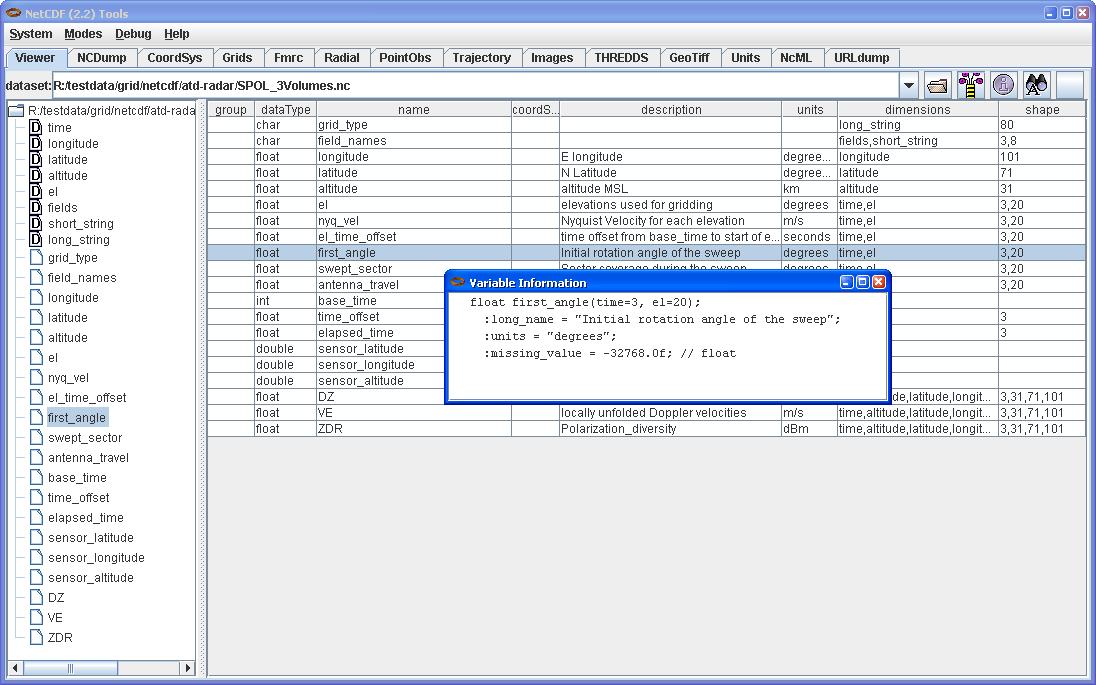 NetCDF (2.2) Tools
System Modes Debug Help
Viewer NCDump CoordSys Grids Fmrc Radial PointObs Trajectory Images THREDDS GeoTiff Units NcML URLdump
dataset: R:/testdata/grid/netcdf/atd-radar/SPOL_3Volumes.nc
R:/testdata/grid/netcdf/atd-rada
D time
D longitude
D latitude
D altitude
D el
D fields
D short_string
D long_string
grid_type
field_names
longitude
latitude
altitude
el
nyq_vel
el_time_offset
first_angle
swept_sector
antenna_travel
base_time
time_offset
elapsed_time
sensor_latitude
sensor_longitude
sensor_altitude
DZ
VE
ZDR
group dataType name coordS... description units dimensions shape
char grid_type long_string 80
char field_names fields,short_string 3,8
float longitude E longitude degree... longitude 101
float latitude N Latitude degree... latitude 71
float altitude altitude MSL km altitude 31
float el elevations used for gridding degrees time,el 3,20
float nyq_vel Nyquist Velocity for each elevation m/s time,el 3,20
float el_time_offset time offset from base_time to start of e... seconds time,el 3,20
float first_angle Initial rotation angle of the sweep degrees time,el 3,20
float swept_sector Sector coverage during the sweep degrees time,el 3,20
float antenna_travel 3,20
int base_time
float time_offset 3
float elapsed_time 3
double sensor_latitude
double sensor_longitude
double sensor_altitude
float DZ de,latitude,longit... 3,31,71,101
float VE locally unfolded Doppler velocities m/s time,altitude,latitude,longit... 3,31,71,101
float ZDR Polarization_diversity dBm time,altitude,latitude,longit... 3,31,71,101
Variable Information
float first_angle(time=3, el=20);
:long_name = "Initial rotation angle of the sweep";
:units = "degrees";
:missing_value = -32768.0f; // float